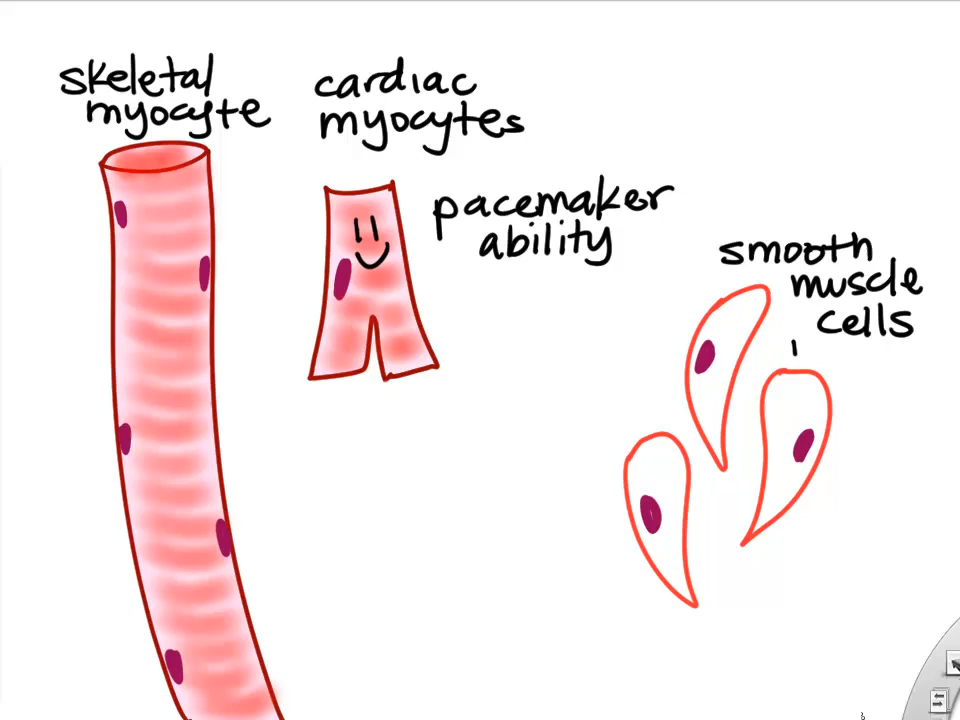 skeletal
myocyte
cardiac
myocytes
pacemaker
ability
smooth
muscle
cells